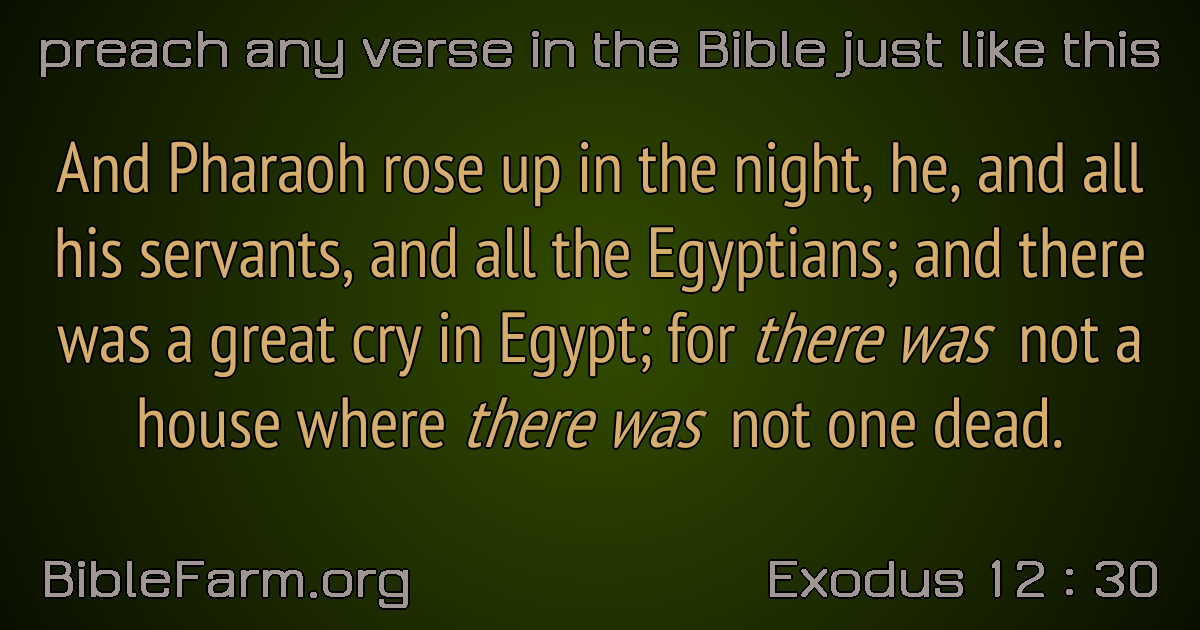 preach any verse in the Bible just like this
And Pharaoh rose up in the night, he, and all
his servants, and all the Egyptians; and there
was a great cry in Egypt; for there was not a
house where there was not one dead.
BibleFarm.org
Exodus 12 : 30